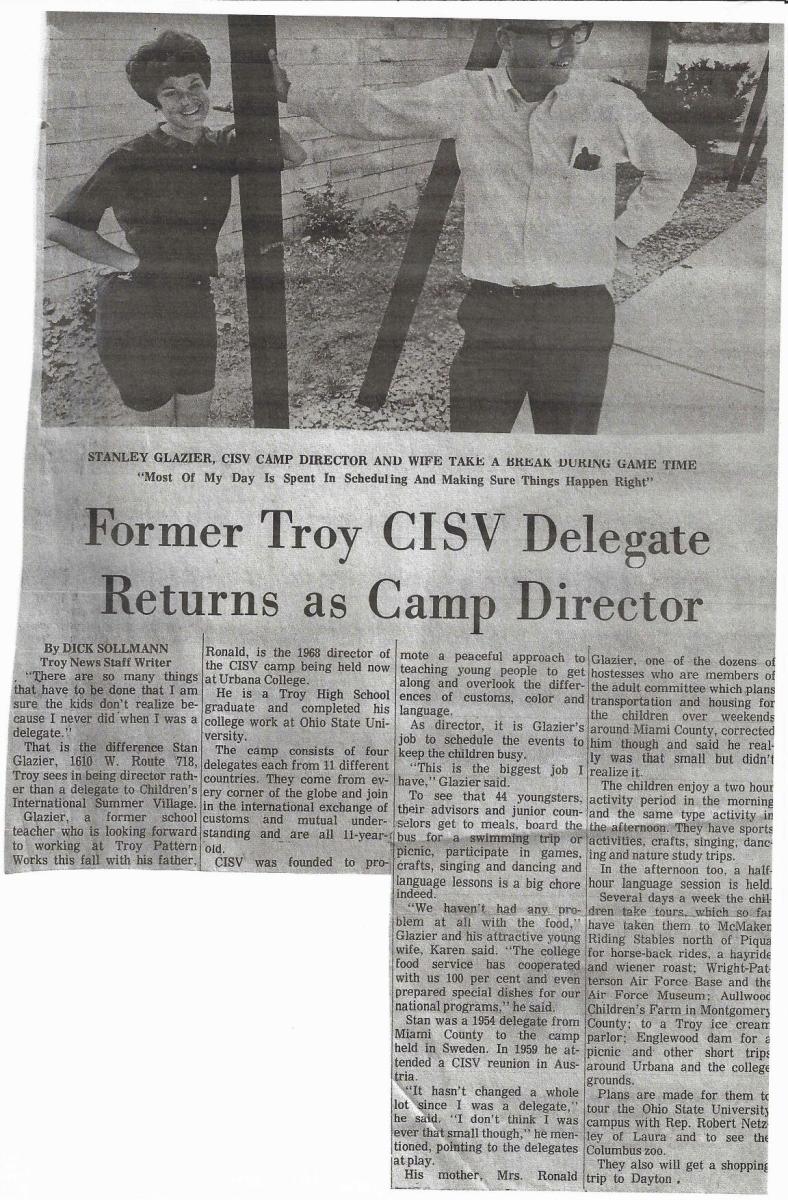 STANLEY GLAZIER, CISV CAMP DIRECTOR AND WIFE TAKE A BREAK DURING GAME TIME
"Most Of My Day Is Spent In Scheduling And Making Sure Things Happen Right"
Former Troy CISV Delegate
Returns as Camp Director
By DICK SOLLMANN
Troy News Staff Writer
"There are so many things
that have to be done that I am
sure the kids don't realize be-
cause I never did when I was a
delegate."
That is the difference Stan
Glazier, 1610 W. Route 718,
Troy sees in being director rath-
er than a delegate to Children's
International Summer Village.
Glazier, a former school
teacher who is looking forward
to working at Troy Pattern
Works this fall with his father,
Ronald, is the 1968 director of
the CISV camp being held now
at Urbana College.
He is a Troy High School
graduate and completed his
college work at Ohio State Uni-
versity.
The camp consists of four
delegates each from 11 different
countries. They come from ev-
ery corner of the globe and join
in the international exchange of
customs and mutual under-
standing and are all 11-year-
old.
CISV was founded to pro-
mote a peaceful approach to
teaching young people to get
along and overlook the differ-
ences of customs, color and
language.
As director, it is Glazier's
job to schedule the events to
keep the children busy.
"This is the biggest job I
have," Glazier said.
To see that 44 youngsters,
their advisors and junior coun-
selors get to meals, board the
bus for a swimming trip or
picnic, participate in games,
crafts, singing and dancing and
language lessons is a big chore
indeed.
"We haven't had any pro-
blem at all with the food,"
Glazier and his attractive young
wife, Karen said. "The college
food service has cooperated
with us 100 per cent and even
prepared special dishes for our
national programs," he said.
Stan was a 1954 delegate from
Miami County to the camp
held in Sweden. In 1959 he at-
tended a CISV reunion in Aus-
tria.
"It hasn't changed a whole
lot since I was a delegate,"
he said. "I don't think I was
ever that small though," he men-
tioned, pointing to the delegates
at play.
His mother, Mrs. Ronald
Glazier, one of the dozens of
hostesses who are members of
the adult committee which plans
transportation and housing for
the children over weekends
around Miami County, corrected
him though and said he real-
ly was that small but didn't
realize it.
The children enjoy a two hour
activity period in the morning
and the same type activity in
the afternoon. They have sports
activities, crafts, singing, danc-
ing and nature study trips.
In the afternoon too, a half-
hour language session is held.
Several days a week the chil-
dren take tours, which so far
have taken them to McMaken
Riding Stables north of Piqua
for horse-back rides, a hayride
and wiener roast; Wright-Pat-
terson Air Force Base and the
Air Force Museum; Aullwood
Children's Farm in Montgomery
County; to a Troy ice cream
parlor; Englewood dam for a
picnic and other short trips
around Urbana and the college
grounds.
Plans are made for them to
tour the Ohio State University
campus with Rep. Robert Netz-
ley of Laura and to see the
Columbus zoo.
They also will get a shopping
trip to Dayton.